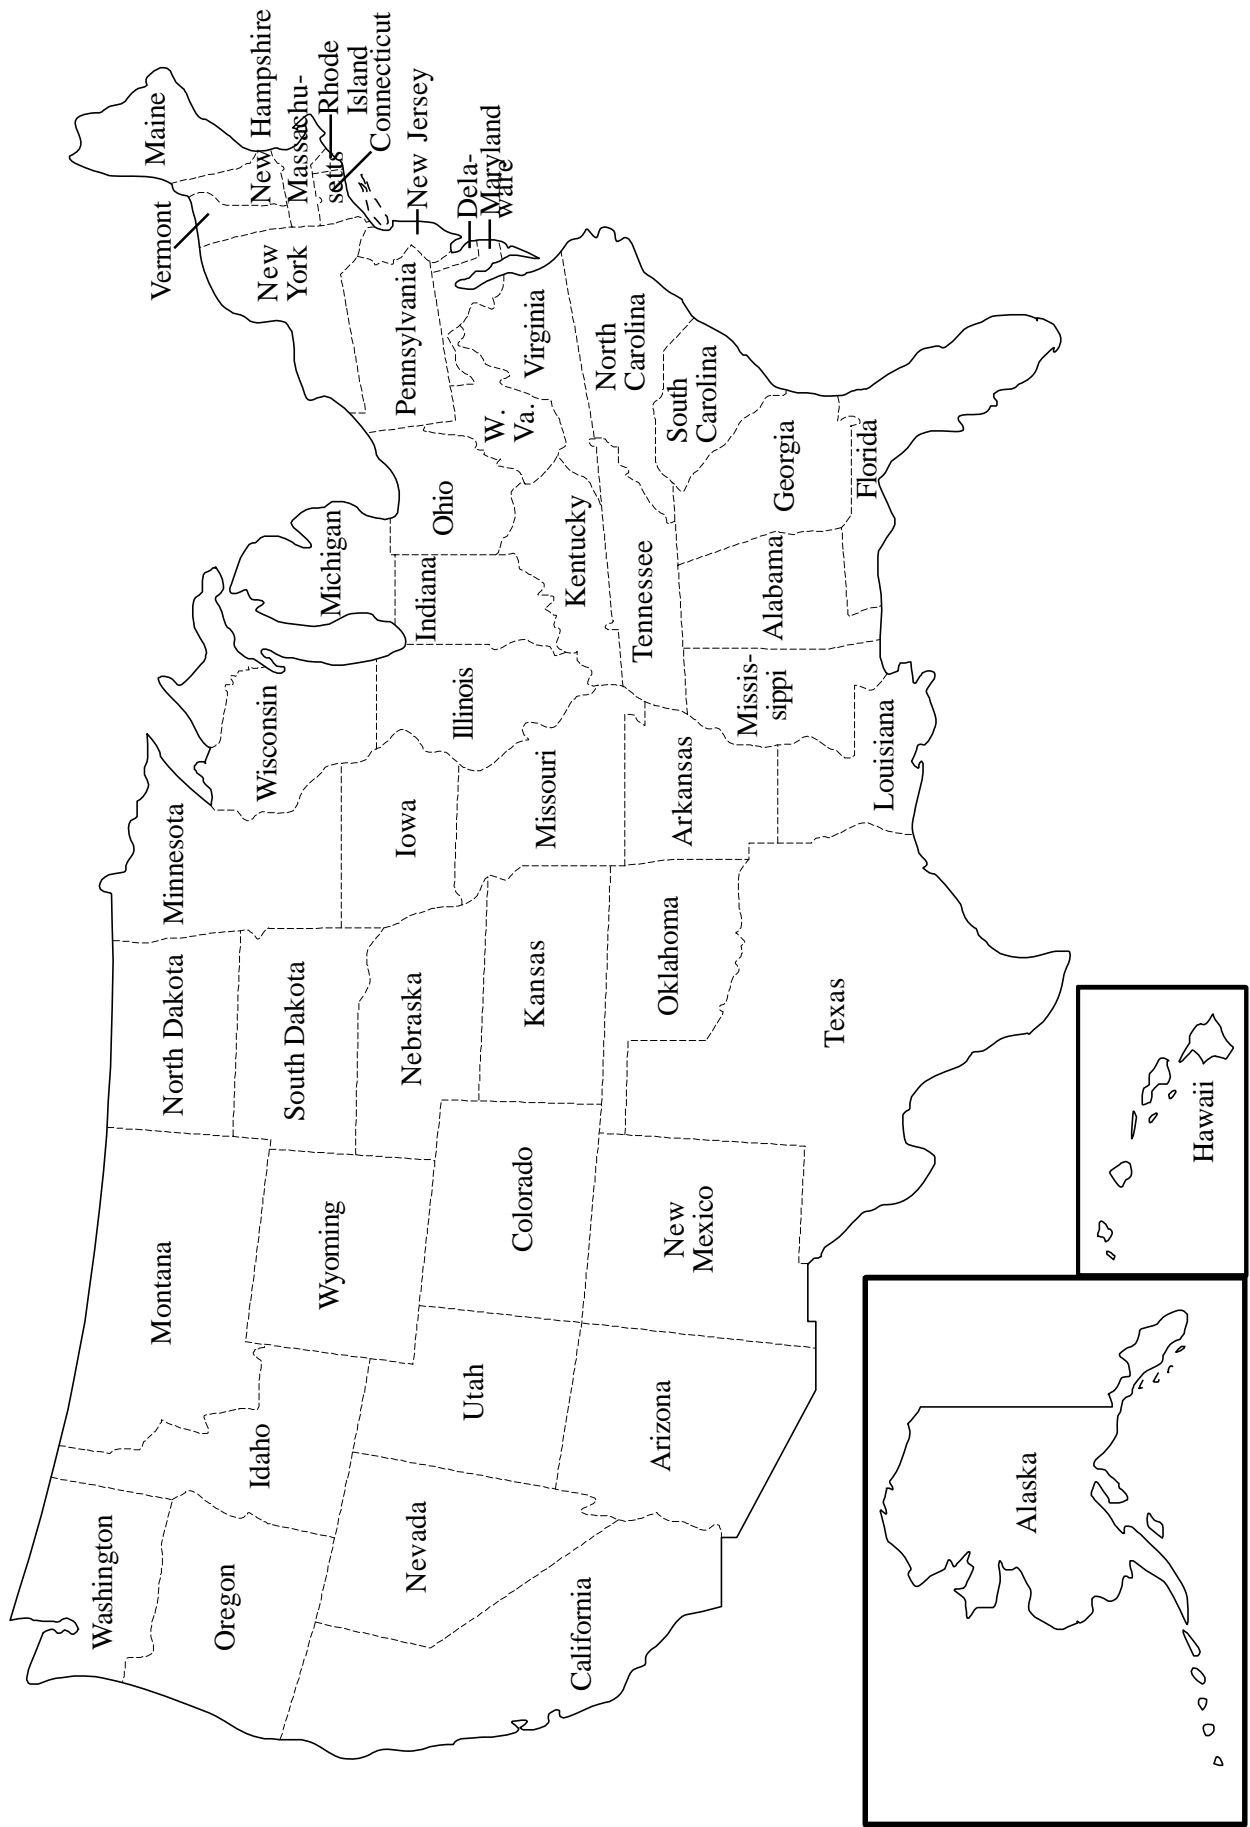 Washington
Oregon
California
Nevada
Idaho
Montana
Wyoming
Utah
Arizona
Colorado
New
Mexico
North Dakota
South Dakota
Nebraska
Kansas
Oklahoma
Texas
Minnesota
Iowa
Missouri
Arkansas
Louisiana
Wisconsin
Illinois
Missis-
sippi
Michigan
Indiana
Kentucky
Tennessee
Alabama
Ohio
Georgia
Florida
W.
Va.
Virginia
North
Carolina
South
Carolina
Pennsylvania
New
York
Vermont
Maine
New Hampshire
Massachu-
setts
Rhode
Island
Connecticut
New Jersey
Dela-
ware
Maryland
Alaska
Hawaii